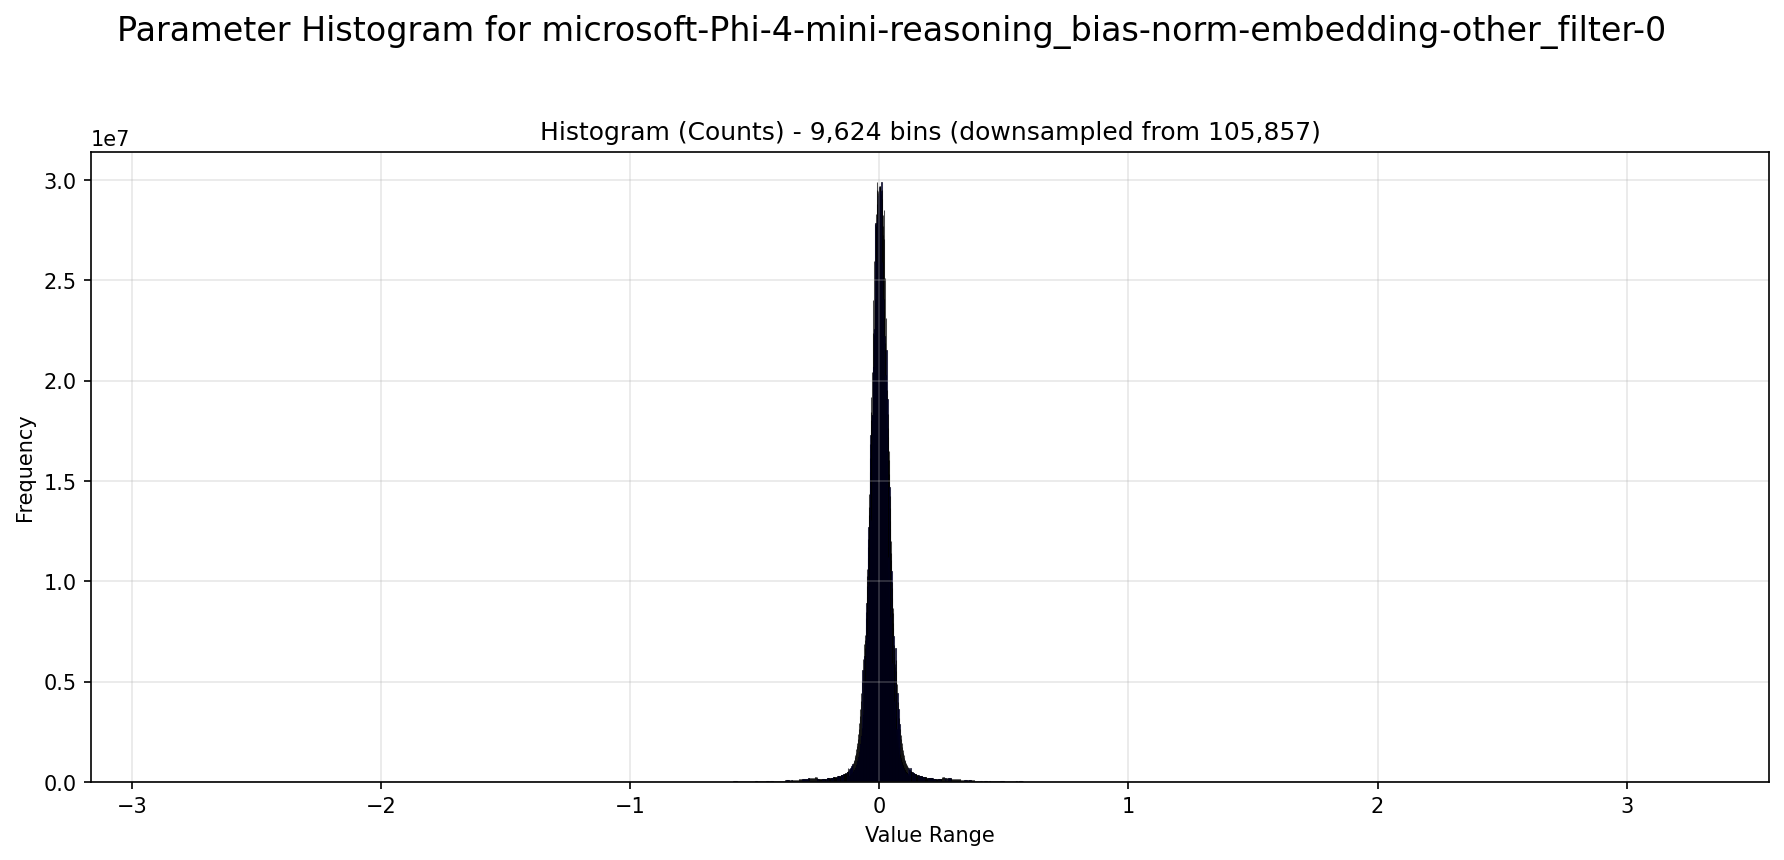 Parameter Histogram for microsoft-Phi-4-mini-reasoning_bias-norm-embedding-other_filter-0
Histogram (Counts) - 9,624 bins (downsampled from 105,857)
1e7
3.0
2.5
2.0
1.5
1.0
0.5
0.0
Frequency
−3 −2 −1 0 1 2 3
Value Range